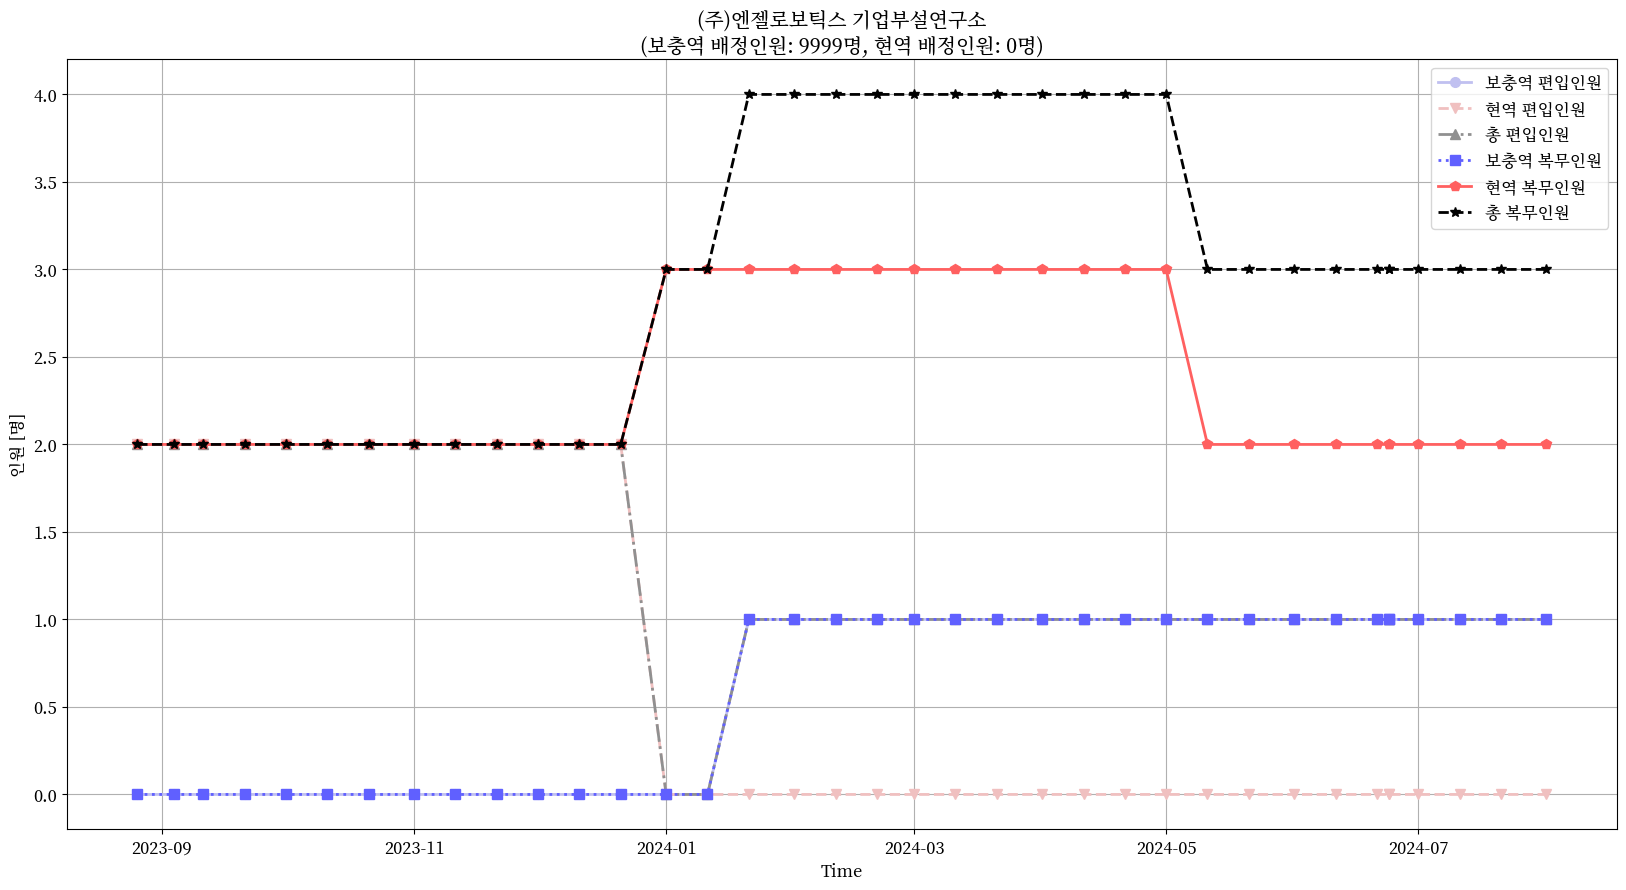 (주)엔젤로보틱스 기업부설연구소
(보충역 배정인원: 9999명, 현역 배정인원: 0명)
보충역 편입인원
현역 편입인원
총 편입인원
보충역 복무인원
현역 복무인원
총 복무인원
인원 [명]
4.0
3.5
3.0
2.5
2.0
1.5
1.0
0.5
0.0
2023-09
2023-11
2024-01
2024-03
2024-05
2024-07
Time